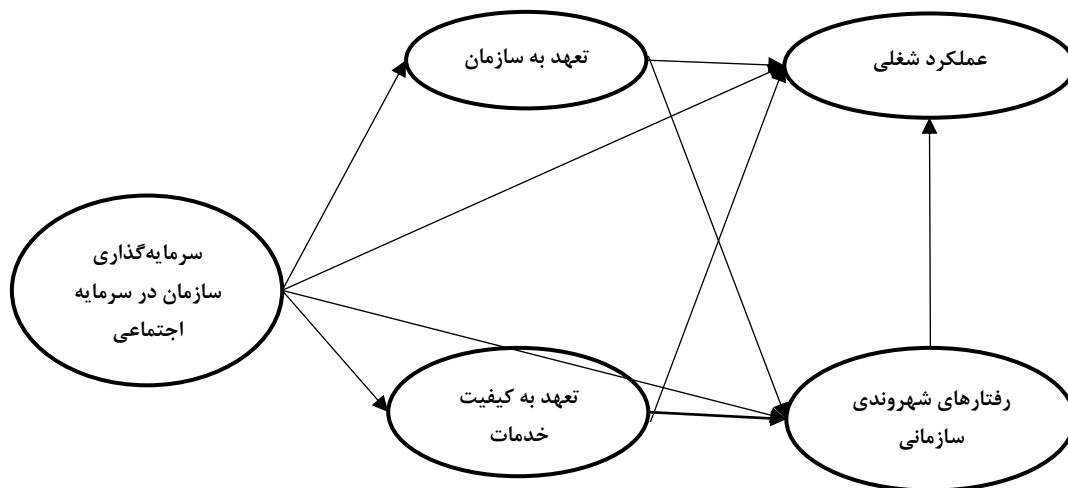 تعهد به سازمان
عملکرد شغلی
سرمایه‌گذاری
سازمان در سرمایه
اجتماعی
تعهد به کیفیت
خدمات
رفتارهای شهروندی
سازمانی